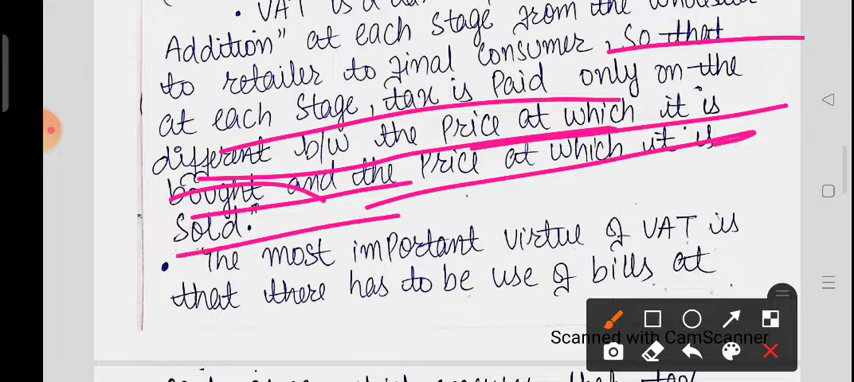 • VAT is a
Addition" at each stage from the wholesaler
to retailer to final consumer, so that
at each stage, tax is Paid only on the
different b/w the Price at which it is
bought and the Price at which it is
Sold."
• The most important virtue of VAT is
that there has to be use of bills at
Scanned with CamScanner